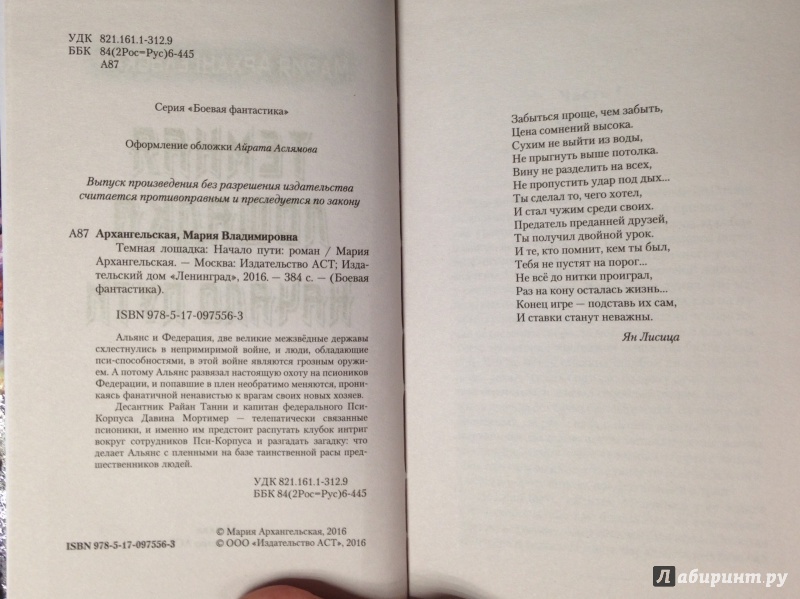 УДК 821.161.1-312.9
ББК 84(2Рос=Рус)6-445
А87
Серия «Боевая фантастика»
Оформление обложки Айрата Аслямова
Выпуск произведения без разрешения издательства
считается противоправным и преследуется по закону
А87 Архангельская, Мария Владимировна
Темная лошадка: Начало пути: роман / Мария
Архангельская. — Москва: Издательство АСТ; Изда-
тельский дом «Ленинград», 2016. — 384 с. — (Боевая
фантастика).
ISBN 978-5-17-097556-3
Альянс и Федерация, две великие межзвёздные державы
схлестнулись в непримиримой войне, и люди, обладающие
пси-способностями, в этой войне являются грозным оружи-
ем. А потому Альянс развязал настоящую охоту на псиоников
Федерации, и попавшие в плен необратимо меняются, прони-
каясь фанатичной ненавистью к врагам своих новых хозяев.
Десантник Райан Танни и капитан федерального Пси-
Корпуса Давина Мортимер — телепатически связанные
псионики, и именно им предстоит распутать клубок интриг
вокруг сотрудников Пси-Корпуса и разгадать загадку: что
делает Альянс с пленными на базе таинственной расы пред-
шественников людей.
УДК 821.161.1-312.9
ББК 84(2Рос=Рус)6-445
© Мария Архангельская, 2016
ISBN 978-5-17-097556-3 © ООО «Издательство АСТ», 2016
Забыться проще, чем забыть,
Цена сомнений высока.
Сухим не выйти из воды,
Не прыгнуть выше потолка.
Вину не разделить на всех,
Не пропустить удар под дых...
Ты сделал то, чего хотел,
И стал чужим среди своих.
Предатель преданней друзей,
Ты получил двойной урок.
И те, кто помнит, кем ты был,
Тебя не пустят на порог...
Не всё до нитки проиграл,
Раз на кону осталась жизнь...
Конец игре — подставь их сам,
И ставки станут неважны.
Ян Лисица
Лабиринт.ру